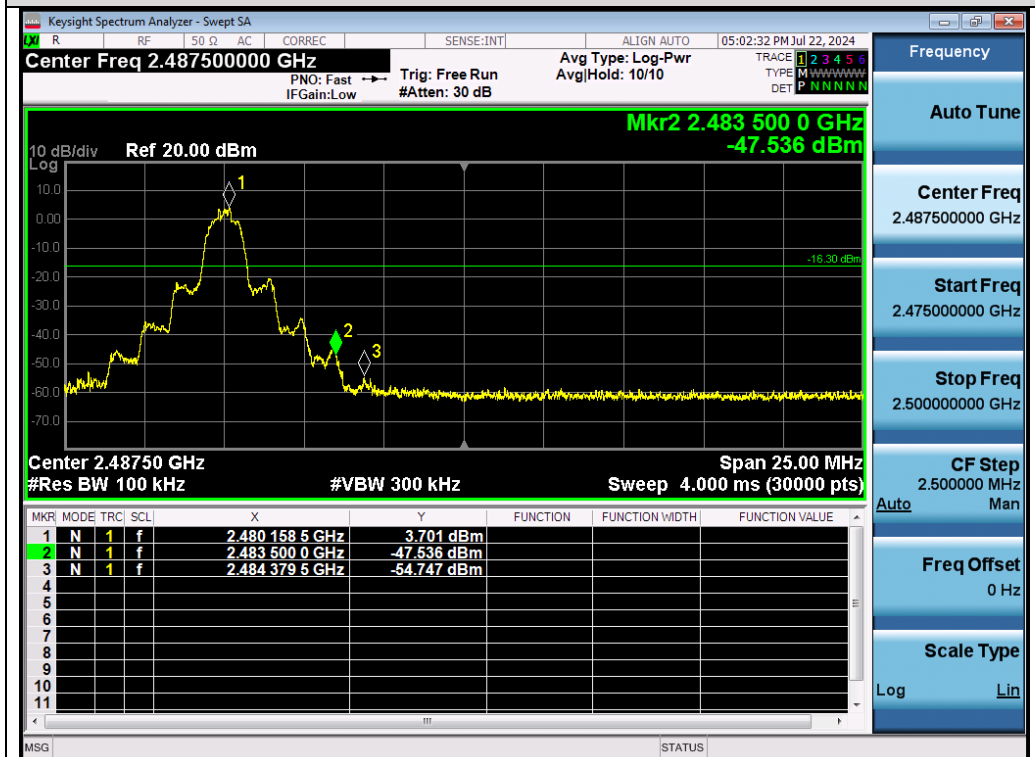 Keysight Spectrum Analyzer - Swept SA
LXI R RF 50 Ω AC CORREC SENSE:INT ALIGN AUTO 05:02:32 PM Jul 22, 2024
Center Freq 2.487500000 GHz
PNO: Fast
IFGain:Low
Trig: Free Run
#Atten: 30 dB
Avg Type: Log-Pwr
Avg|Hold: 10/10
TRACE 1 2 3 4 5 6
TYPE M WWWWW
DET P N N N N N
Mkr2 2.483 500 0 GHz
-47.536 dBm
10 dB/div Ref 20.00 dBm
Log
10.0
0.00
-10.0
-20.0
-30.0
-40.0
-50.0
-60.0
-70.0
1
2
3
-16.30 dBm
Center 2.48750 GHz Span 25.00 MHz
#Res BW 100 kHz #VBW 300 kHz Sweep 4.000 ms (30000 pts)
MKR MODE TRC SCL X Y FUNCTION FUNCTION WIDTH FUNCTION VALUE
1 N 1 f 2.480 158 5 GHz 3.701 dBm
2 N 1 f 2.483 500 0 GHz -47.536 dBm
3 N 1 f 2.484 379 5 GHz -54.747 dBm
4
5
6
7
8
9
10
11
MSG STATUS
Frequency
Auto Tune
Center Freq
2.487500000 GHz
Start Freq
2.475000000 GHz
Stop Freq
2.500000000 GHz
CF Step
2.500000 MHz
Auto Man
Freq Offset
0 Hz
Scale Type
Log Lin